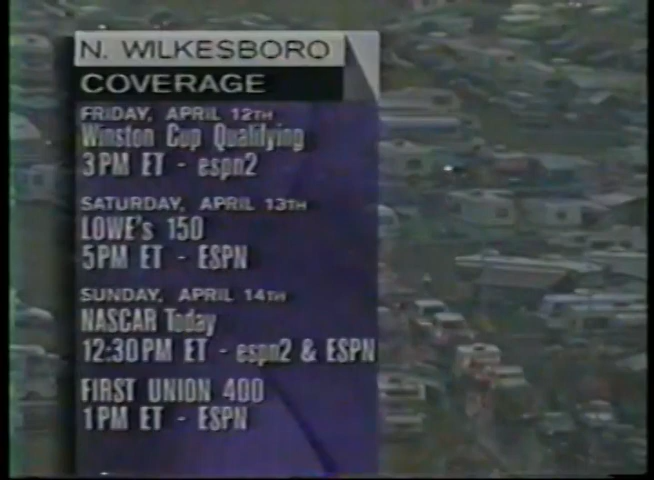 N. WILKESBORO
COVERAGE
FRIDAY, APRIL 12TH
Winston Cup Qualifying
3PM ET - espn2
SATURDAY, APRIL 13TH
LOWE's 150
5PM ET - ESPN
SUNDAY, APRIL 14TH
NASCAR Today
12:30PM ET - espn2 & ESPN
FIRST UNION 400
1PM ET - ESPN